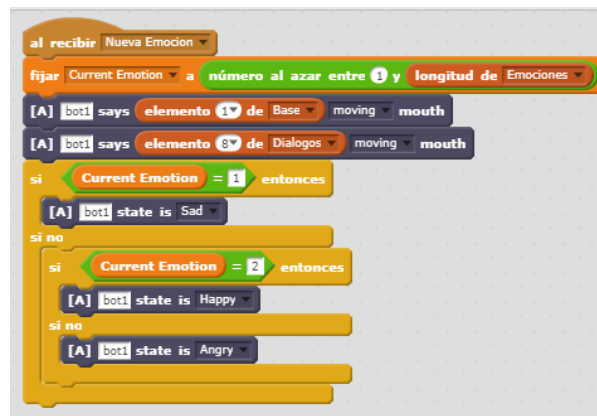 al recibir Nueva Emocion
fijar Current Emotion a número al azar entre 1 y longitud de Emociones
[A] bot1 says elemento 1 de Base moving mouth
[A] bot1 says elemento 8 de Dialogos moving mouth
si Current Emotion = 1 entonces
[A] bot1 state is Sad
si no
si Current Emotion = 2 entonces
[A] bot1 state is Happy
si no
[A] bot1 state is Angry